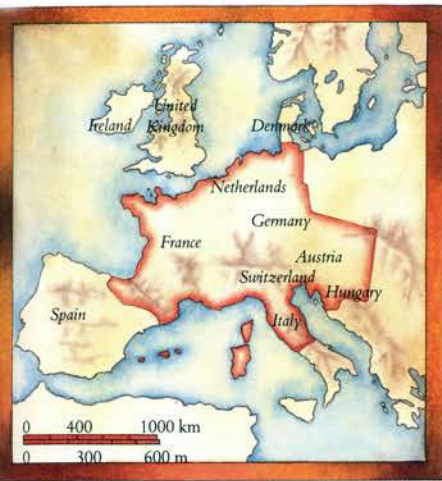 United
Ireland Kingdom Denmark
Netherlands
Germany
France
Austria
Switzerland
Hungary
Spain
Italy
0 400 1000 km
0 300 600 m